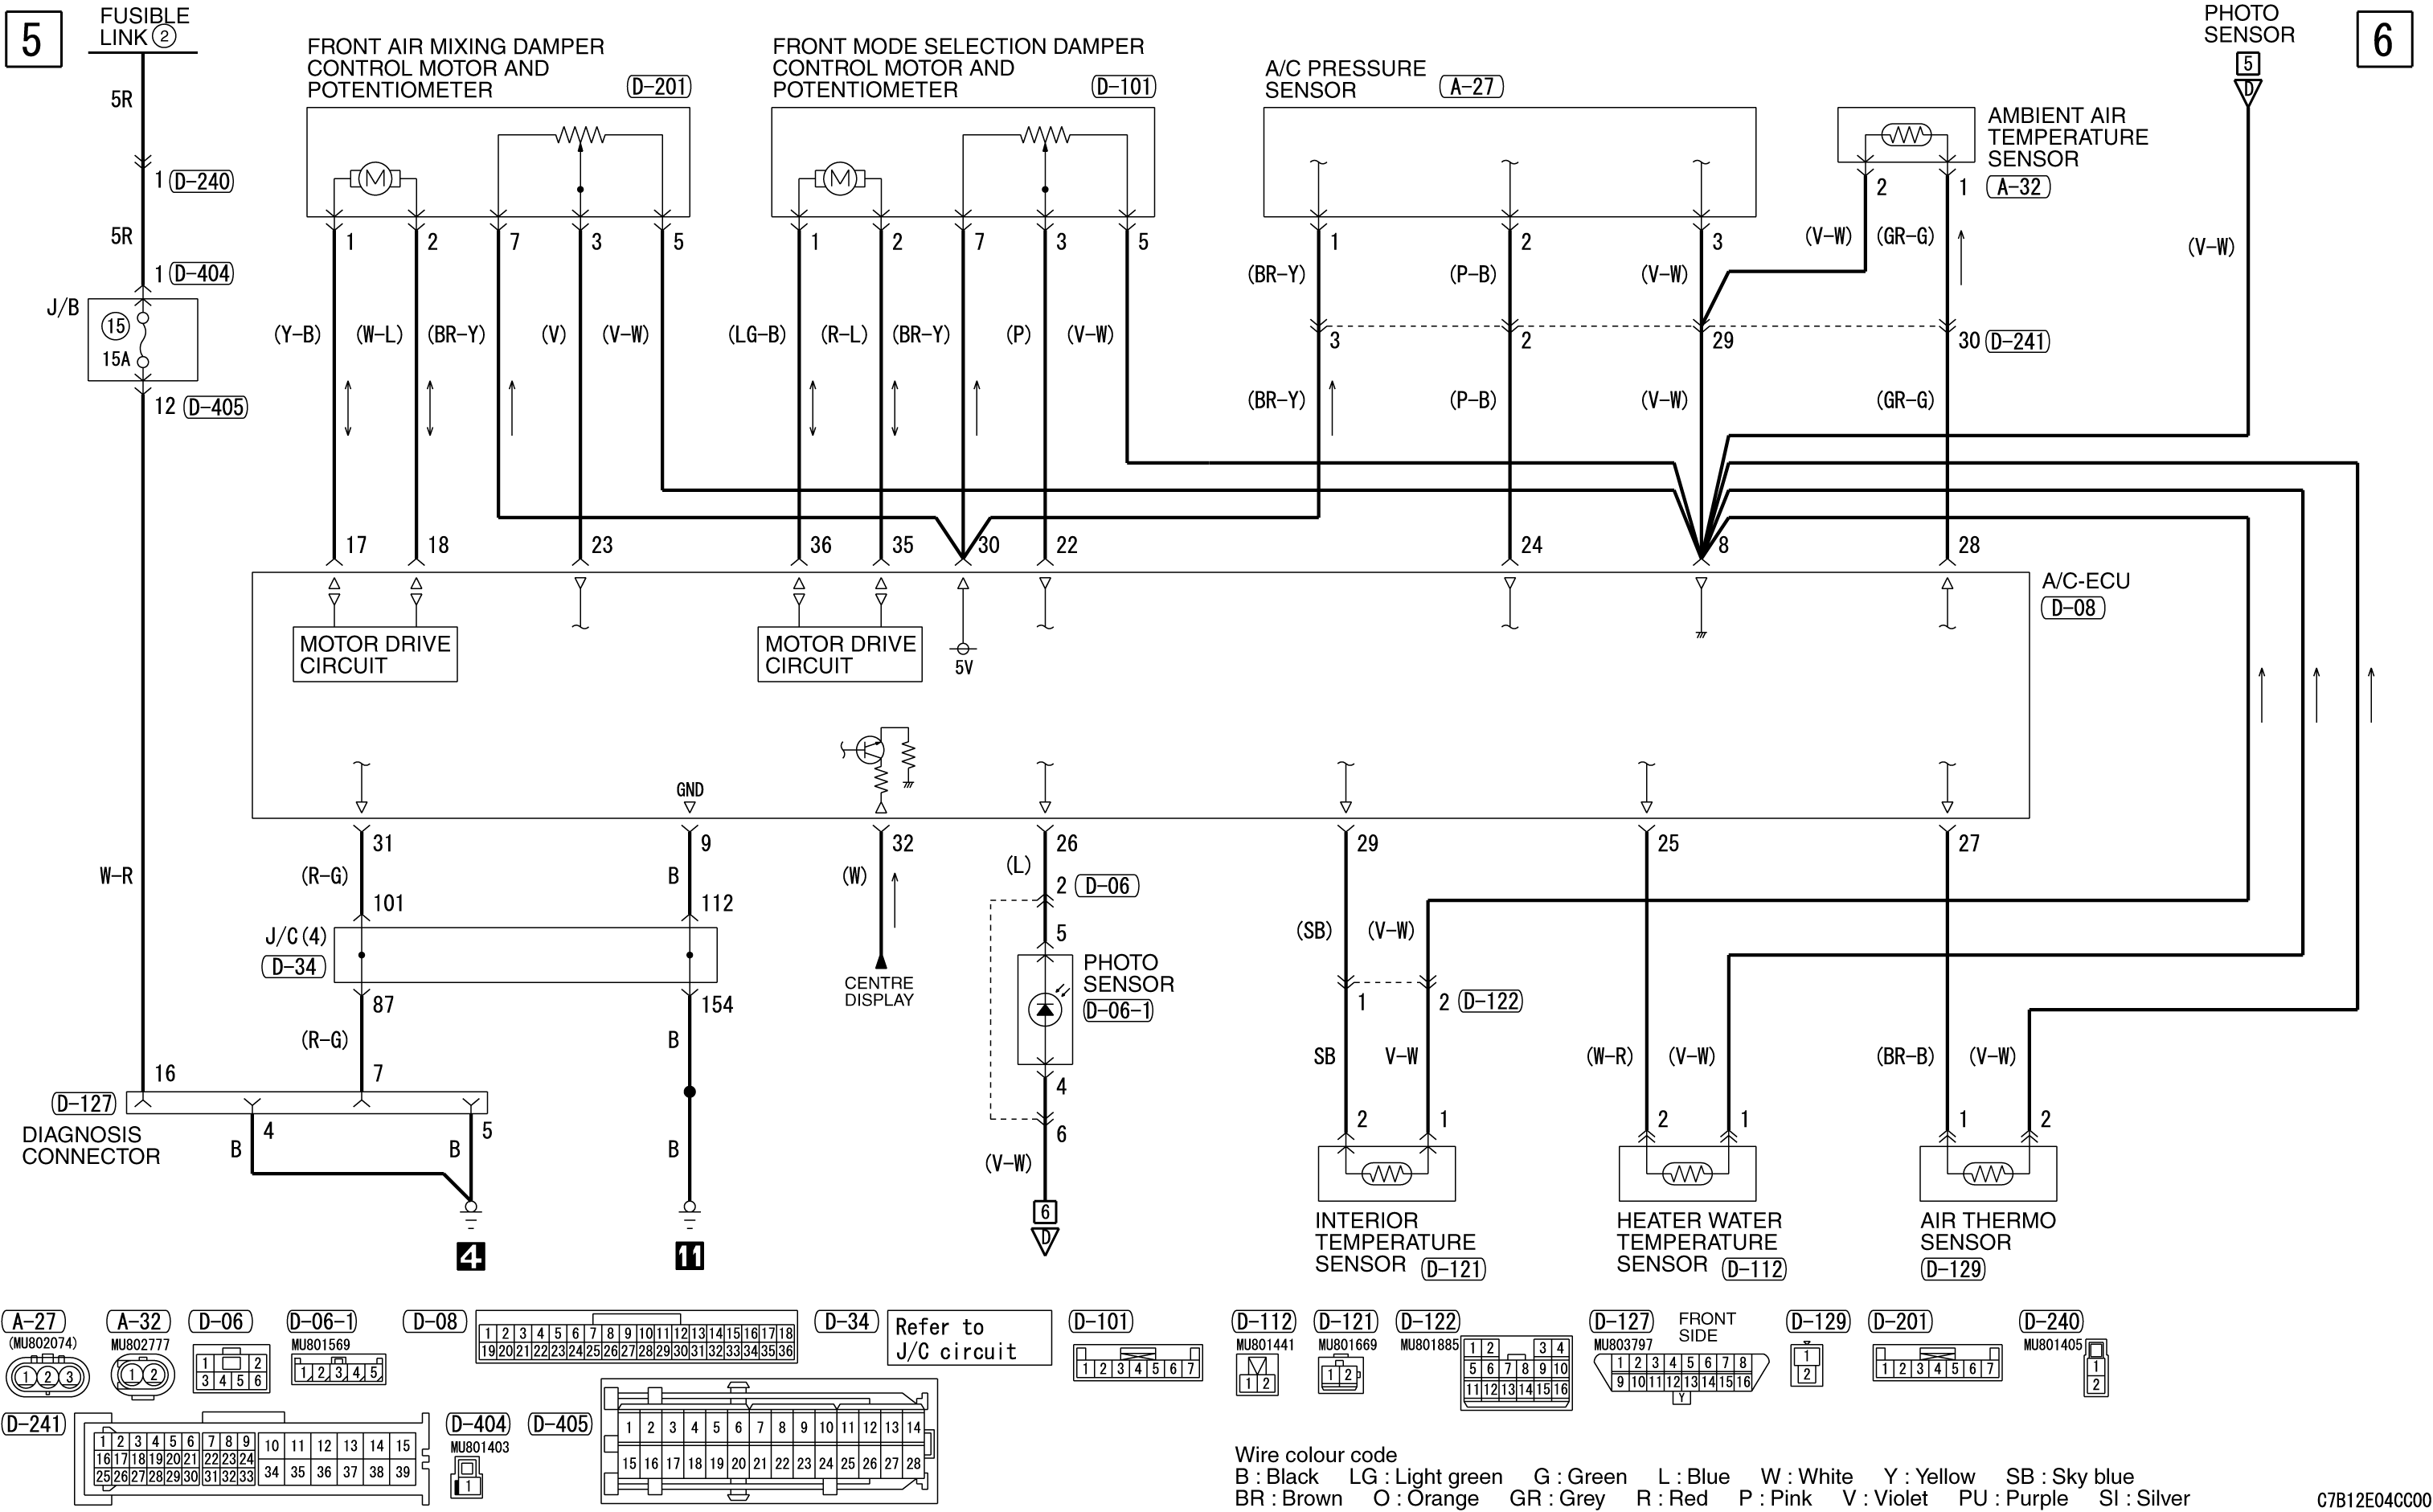 5
FUSIBLE
LINK 2
5R
1 D-240
5R
1 D-404
J/B
15
15A
12 D-405
W-R
FRONT AIR MIXING DAMPER
CONTROL MOTOR AND
POTENTIOMETER
D-201
M
1 2 7 3 5
(Y-B) (W-L) (BR-Y) (V) (V-W)
FRONT MODE SELECTION DAMPER
CONTROL MOTOR AND
POTENTIOMETER
D-101
M
1 2 7 3 5
(LG-B) (R-L) (BR-Y) (P) (V-W)
A/C PRESSURE
SENSOR
A-27
1 2 3
(BR-Y) (P-B) (V-W)
AMBIENT AIR
TEMPERATURE
SENSOR
2 1 A-32
(V-W) (GR-G)
3 2 29 30 D-241
(BR-Y) (P-B) (V-W) (GR-G)
PHOTO
SENSOR
5
D
(V-W)
6
17 18 23 36 35 30 22 24 8 28
A/C-ECU
D-08
MOTOR DRIVE
CIRCUIT
MOTOR DRIVE
CIRCUIT
5V
GND
31 9 32 26 29 25 27
(R-G) B (W) (L)
101 112
J/C(4)
D-34
87 154
(R-G) B
CENTRE
DISPLAY
2 D-06
5
PHOTO
SENSOR
D-06-1
4
6
(V-W)
6
D
(SB) (V-W)
1 2 D-122
SB V-W
2 1
INTERIOR
TEMPERATURE
SENSOR D-121
(W-R) (V-W)
2 1
HEATER WATER
TEMPERATURE
SENSOR D-112
(BR-B) (V-W)
1 2
AIR THERMO
SENSOR
D-129
16 7
D-127
DIAGNOSIS
CONNECTOR
4 5
B B B
4
11
A-27
(MU802074)
1 2 3
A-32
MU802777
1 2
D-06
1 2
3 4 5 6
D-06-1
MU801569
1 2 3 4 5
D-08
1 2 3 4 5 6 7 8 9 10 11 12 13 14 15 16 17 18
19 20 21 22 23 24 25 26 27 28 29 30 31 32 33 34 35 36
D-34
Refer to
J/C circuit
D-101
1 2 3 4 5 6 7
D-112
MU801441
1 2
D-121
MU801669
1 2
D-122
MU801885
1 2 3 4
5 6 7 8 9 10
11 12 13 14 15 16
D-127
MU803797
FRONT
SIDE
1 2 3 4 5 6 7 8
9 10 11 12 13 14 15 16
Y
D-129
1
2
D-201
1 2 3 4 5 6 7
D-240
MU801405
1
2
D-241
1 2 3 4 5 6 7 8 9 10 11 12 13 14 15
16 17 18 19 20 21 22 23 24
25 26 27 28 29 30 31 32 33 34 35 36 37 38 39
D-404
MU801403
1
D-405
1 2 3 4 5 6 7 8 9 10 11 12 13 14
15 16 17 18 19 20 21 22 23 24 25 26 27 28
Wire colour code
B : Black LG : Light green G : Green L : Blue W : White Y : Yellow SB : Sky blue
BR : Brown O : Orange GR : Grey R : Red P : Pink V : Violet PU : Purple SI : Silver